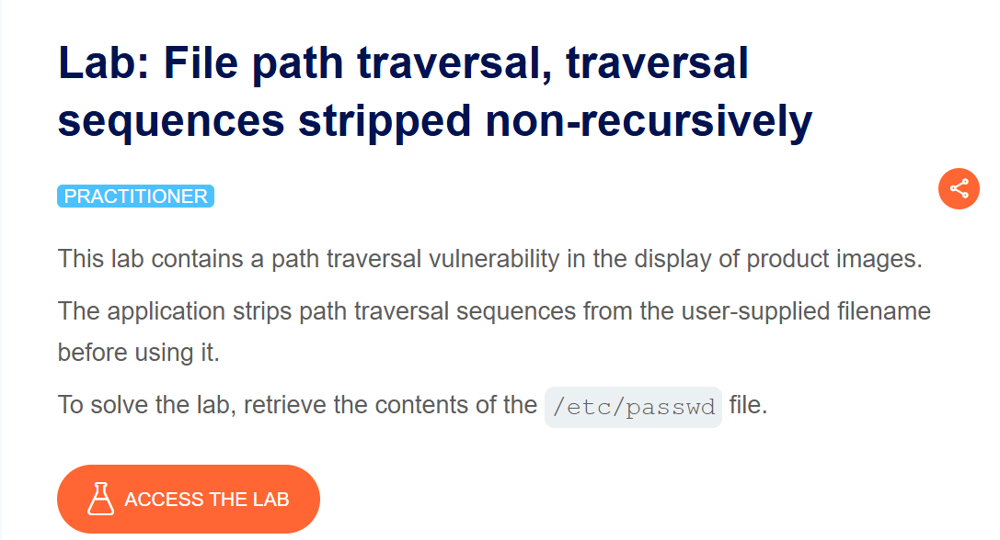 Lab: File path traversal, traversal
sequences stripped non-recursively
PRACTITIONER
This lab contains a path traversal vulnerability in the display of product images.
The application strips path traversal sequences from the user-supplied filename
before using it.
To solve the lab, retrieve the contents of the /etc/passwd file.
ACCESS THE LAB